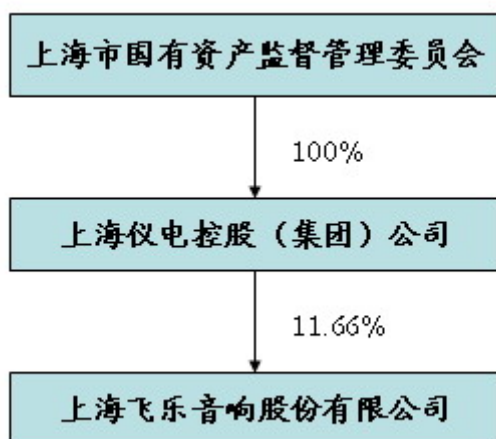 上海市国有资产监督管理委员会
100%
上海仪电控股（集团）公司
11.66%
上海飞乐音响股份有限公司